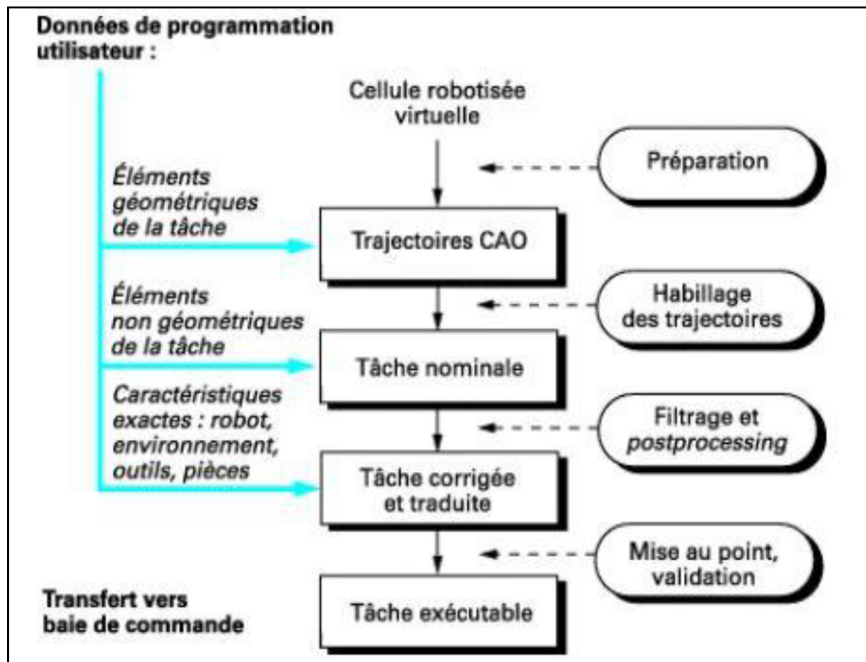 Données de programmation
utilisateur :
Cellule robotisée
virtuelle
Préparation
Éléments
géométriques
de la tâche
Trajectoires CAO
Habillage
des trajectoires
Éléments
non géométriques
de la tâche
Tâche nominale
Caractéristiques
exactes : robot,
environnement,
outils, pièces
Filtrage et
postprocessing
Tâche corrigée
et traduite
Mise au point,
validation
Transfert vers
baie de commande
Tâche exécutable